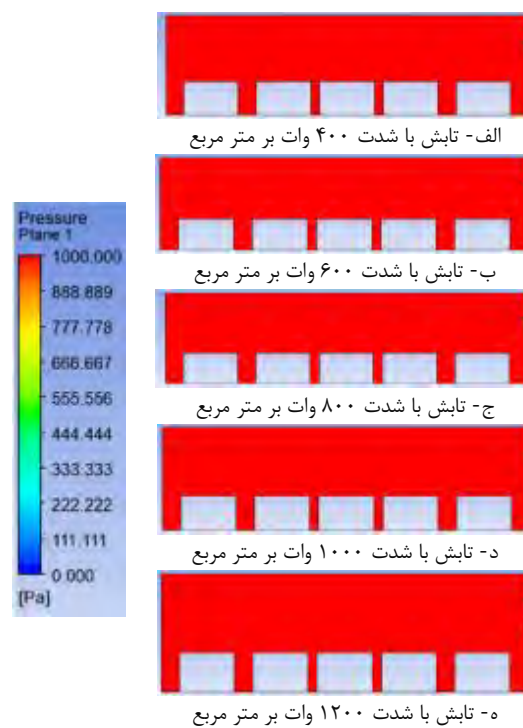 الف- تابش با شدت ۴۰۰ وات بر متر مربع
ب- تابش با شدت ۶۰۰ وات بر متر مربع
ج- تابش با شدت ۸۰۰ وات بر متر مربع
د- تابش با شدت ۱۰۰۰ وات بر متر مربع
ه- تابش با شدت ۱۲۰۰ وات بر متر مربع
Pressure
Plane 1
1000.000
888.889
777.778
666.667
555.556
444.444
333.333
222.222
111.111
0.000
[Pa]